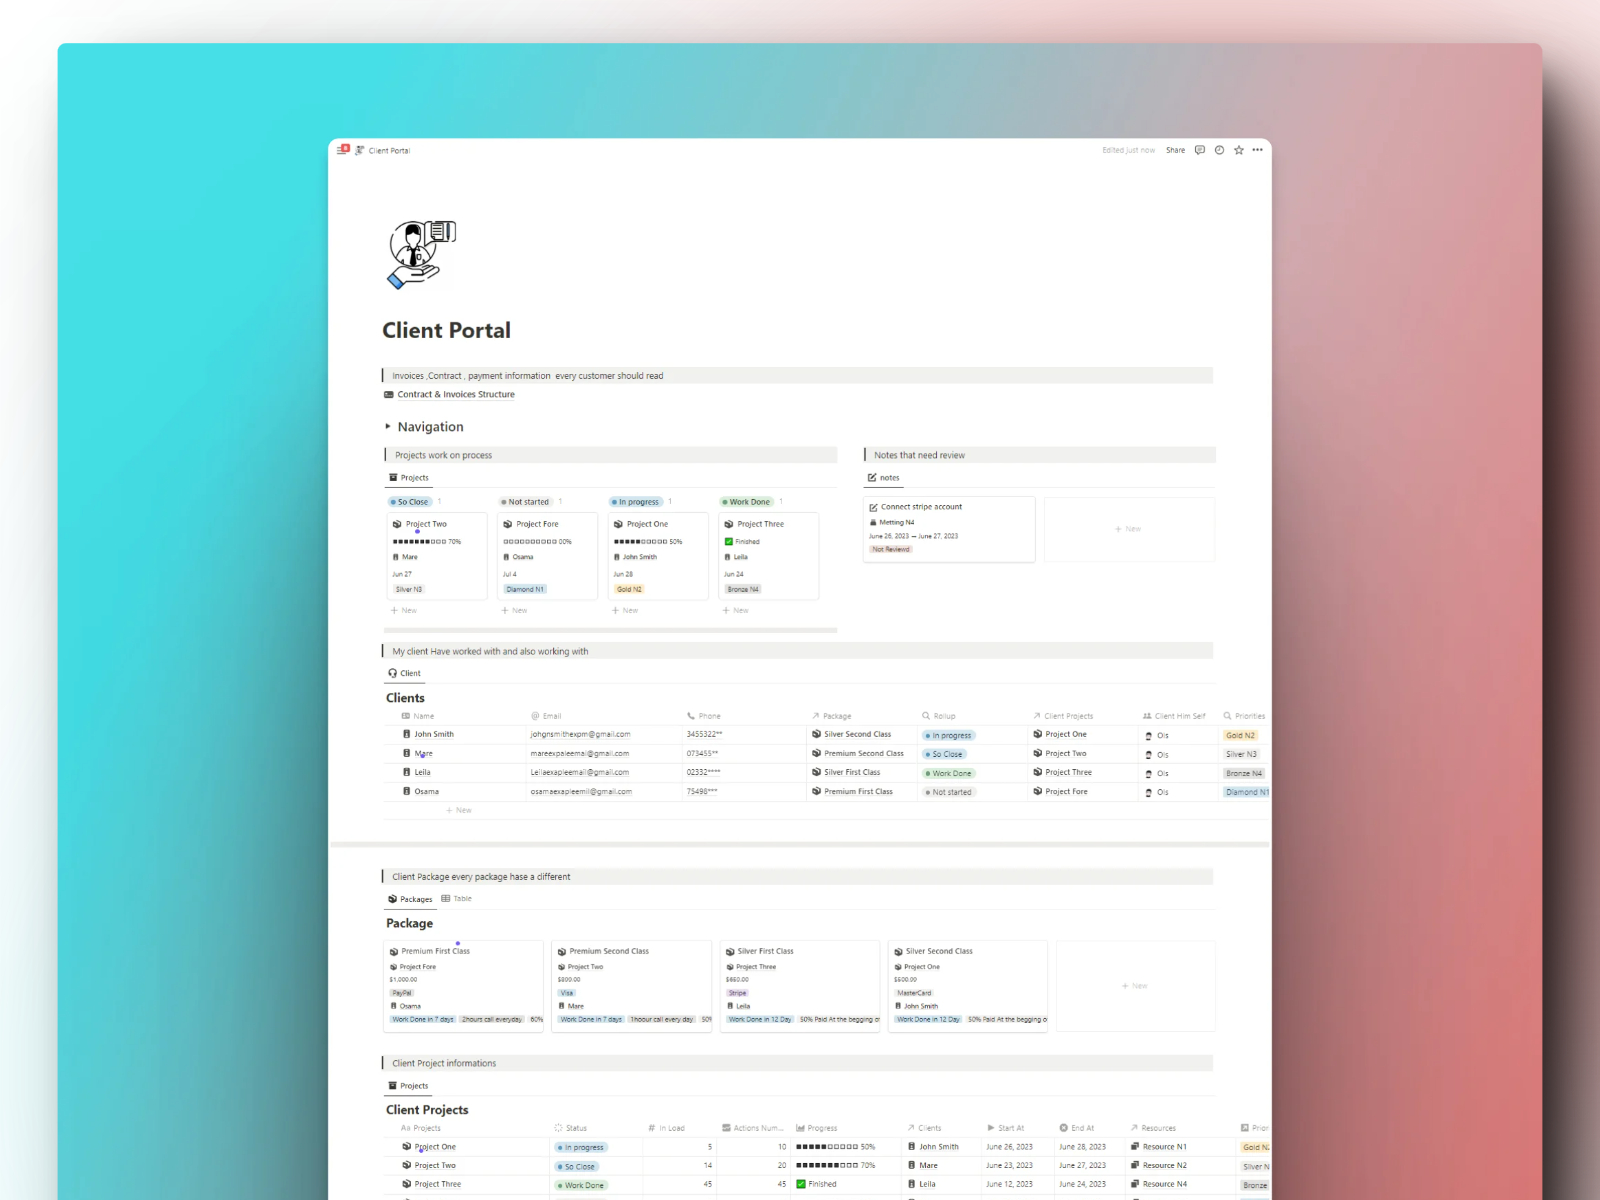 Client Portal
Edited just now Share
Client Portal
Invoices ,Contract , payment information every customer should read
Contract & Invoices Structure
Navigation
Projects work on process
Projects
So Close 1 Not started 1 In progress 1 Work Done 1
Project Two Project Fore Project One Project Three
70% 00% 50% Finished
Mare Osama John Smith Leila
Jun 27 Jul 4 Jun 28 Jun 24
Silver N3 Diamond N1 Gold N2 Bronze N4
+ New + New + New + New
Notes that need review
notes
Connect stripe account
Metting N4
June 26, 2023 — June 27, 2023
Not Reviewd
+ New
My client Have worked with and also working with
Client
Clients
Name Email Phone Package Rollup Client Projects Client Him Self Priorities
John Smith johgnsmithexpm@gmail.com 3455322** Silver Second Class In progress Project One Ois Gold N2
Mare mareexpaleemail@gmail.com 073455** Premium Second Class So Close Project Two Ois Silver N3
Leila Leilaexapleemail@gmail.com 02332**** Silver First Class Work Done Project Three Ois Bronze N4
Osama osamaexapleemil@gmail.com 75498*** Premium First Class Not started Project Fore Ois Diamond N1
+ New
Client Package every package hase a different
Packages Table
Package
Premium First Class
Project Fore
$1,000.00
PayPal
Osama
Work Done in 7 days 2hours call everyday 60%
Premium Second Class
Project Two
$800.00
Visa
Mare
Work Done in 7 days 1hoour call every day 50%
Silver First Class
Project Three
$650.00
Stripe
Leila
Work Done in 12 Day 50% Paid At the begging o
Silver Second Class
Project One
$500.00
MasterCard
John Smith
Work Done in 12 Day 50% Paid At the begging o
+ New
Client Project informations
Projects
Client Projects
Aa Projects Status # In Load Actions Num... Progress Clients Start At End At Resources Prior
Project One In progress 5 10 50% John Smith June 26, 2023 June 28, 2023 Resource N1 Gold N2
Project Two So Close 14 20 70% Mare June 23, 2023 June 27, 2023 Resource N2 Silver N
Project Three Work Done 45 45 Finished Leila June 12, 2023 June 24, 2023 Resource N4 Bronze